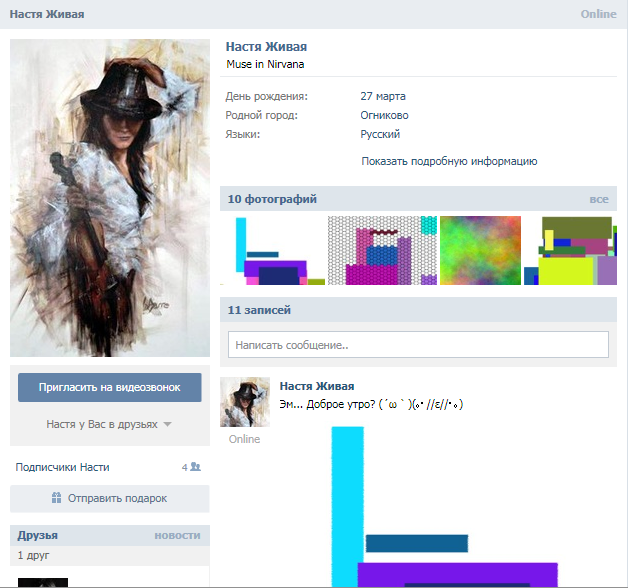 Настя Живая
Online
Настя Живая
Muse in Nirvana
День рождения: 27 марта
Родной город: Огниково
Языки: Русский
Показать подробную информацию
10 фотографий все
11 записей
Написать сообщение..
Пригласить на видеозвонок
Настя у Вас в друзьях
Подписчики Насти 4
Отправить подарок
Друзья новости
1 друг
Настя Живая
Эм... Доброе утро? (´ω｀)(｡･//ε//･｡)
Online